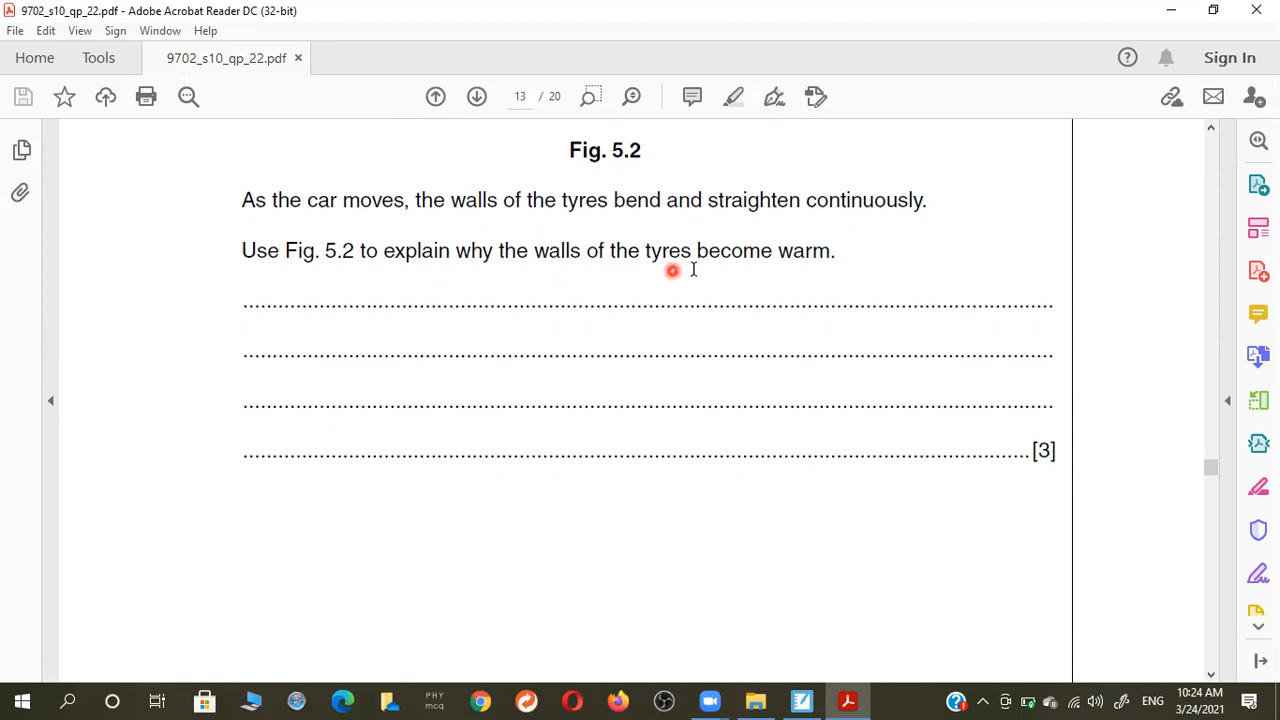 9702_s10_qp_22.pdf - Adobe Acrobat Reader DC (32-bit)
File Edit View Sign Window Help
Home Tools 9702_s10_qp_22.pdf × Sign In
13 / 20
Fig. 5.2
As the car moves, the walls of the tyres bend and straighten continuously.
Use Fig. 5.2 to explain why the walls of the tyres become warm.
..........................................................................................................................................
..........................................................................................................................................
..........................................................................................................................................
......................................................................................................................................[3]
PHY
mcq
ENG
10:24 AM
3/24/2021